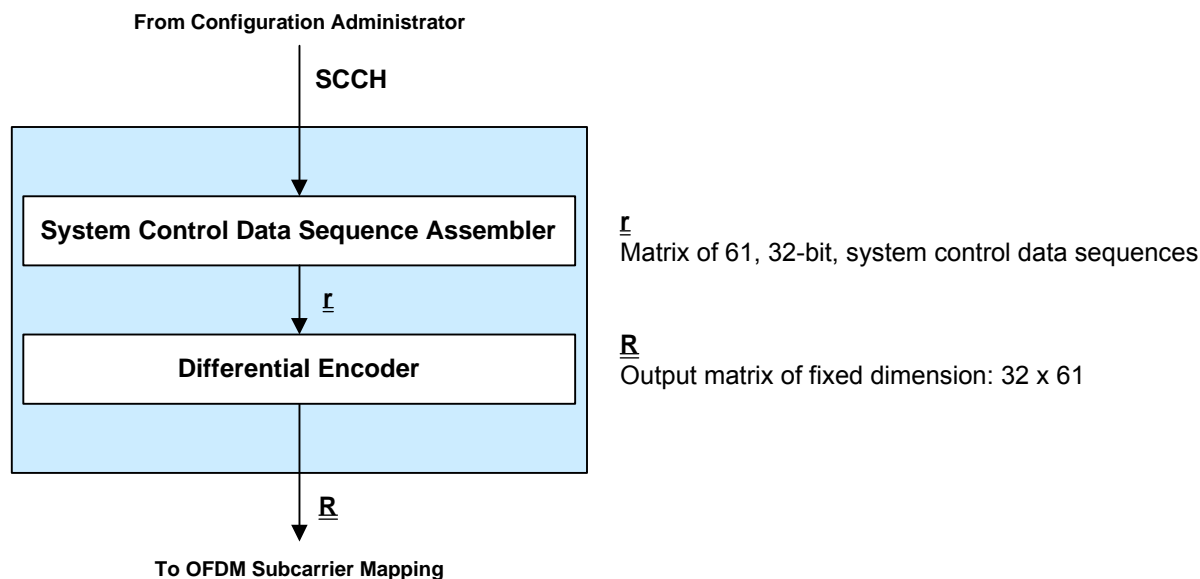 From Configuration Administrator
SCCH
System Control Data Sequence Assembler
r
Matrix of 61, 32-bit, system control data sequences
r
Differential Encoder
R
Output matrix of fixed dimension: 32 x 61
R
To OFDM Subcarrier Mapping